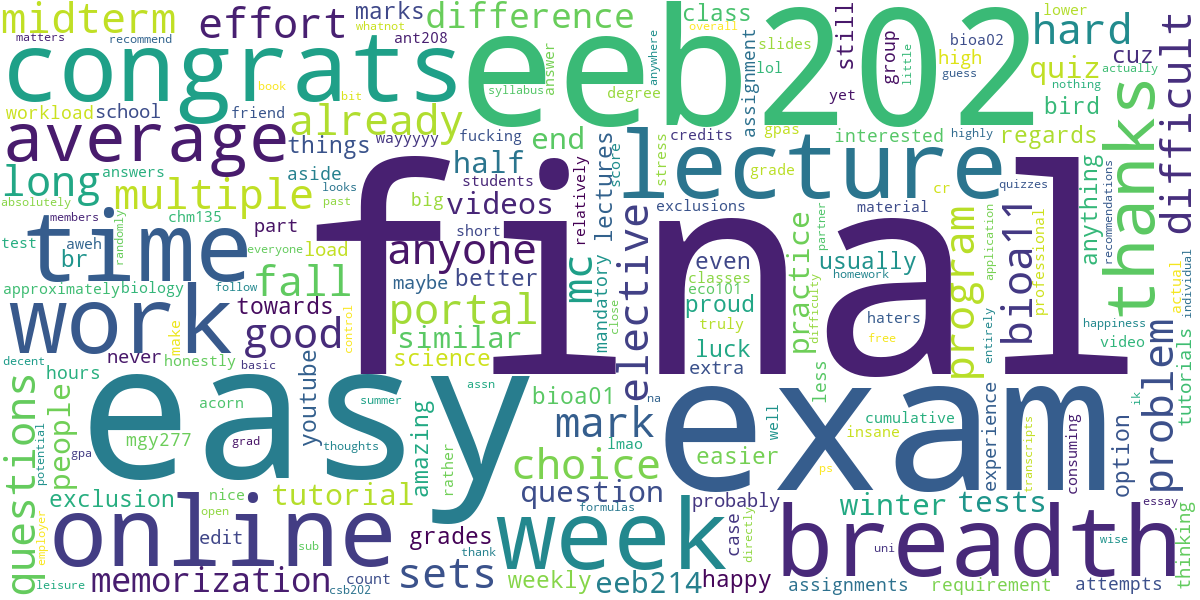 midterm
effort
marks
whatnot
difference
class
overall
lower
hard
matters
recommend
ant208
congrats
eeb202
slides
still
group
little
bioa02
high
guess
cuz
quiz
actually
nothing
book
bit
syllabus
answer
degree
anywhere
assignment
lol
yet
bird
workload
school
friend
already
average
things
wayyyyy
fucking
end
credits
gpas
interested
highly
regards
thanks
difficult
answers
aside
half
students
relatively
lectures
score
stress
lecture
grade
long
absolutely
multiple
looks
past
big
videos
mc
exclusions
material
cr
quizzes
anything
recommendations
members
chm135
part
short
final
test
aweh
br
randomly
time
load
everyone
anyone
maybe
better
mandatory
elective
even
classes
eco101
practice
partner
usually
homework
program
application
professional
bioa11
actual
individual
approximately
biology
follow
fall
portal
proud
truly
difficulty
haters
free
happiness
video
work
towards
good
control
similar
science
close
luck
extra
less
entirely
tutorials
problem
decent
never
make
honestly
basic
hours
youtube
summer
assn
easy
bioa01
na
well
exam
experience
ik
transcripts
consuming
option
questions
people
potential
acorn
mgy277
grad
gpa
thoughts
amazing
rather
mark
lmao
easier
cumulative
insane
ps
choice
exclusion
nice
open
tutorial
question
formulas
probably
case
directly
winter
tests
essay
employer
online
edit
sub
grades
thank
week
breadth
uni
wise
thinking
leisure
memorization
count
csb202
sets
weekly
eeb214
happy
assignments
requirement
attempts